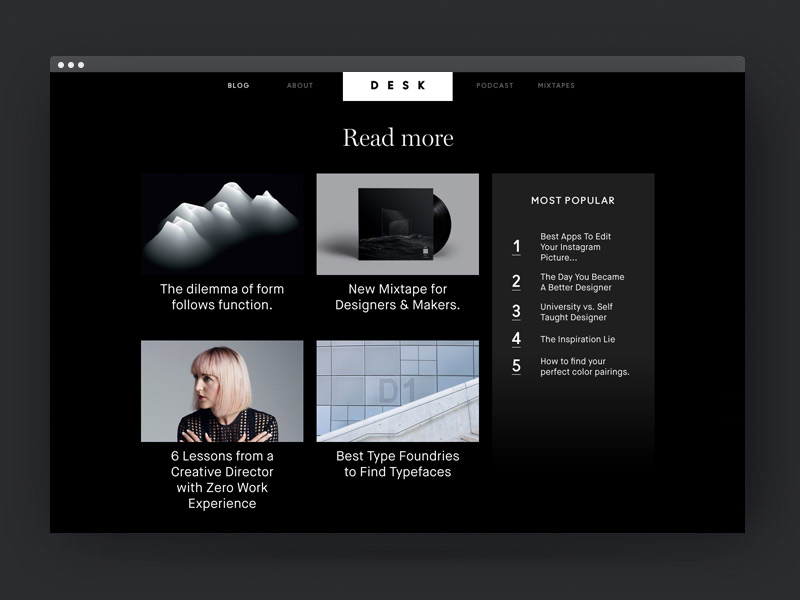 BLOG
ABOUT
DESK
PODCAST
MIXTAPES
Read more
The dilemma of form
follows function.
New Mixtape for
Designers & Makers.
6 Lessons from a
Creative Director
with Zero Work
Experience
D1
Best Type Foundries
to Find Typefaces
MOST POPULAR
1
Best Apps To Edit
Your Instagram
Picture...
2
The Day You Became
A Better Designer
3
University vs. Self
Taught Designer
4
The Inspiration Lie
5
How to find your
perfect color pairings.